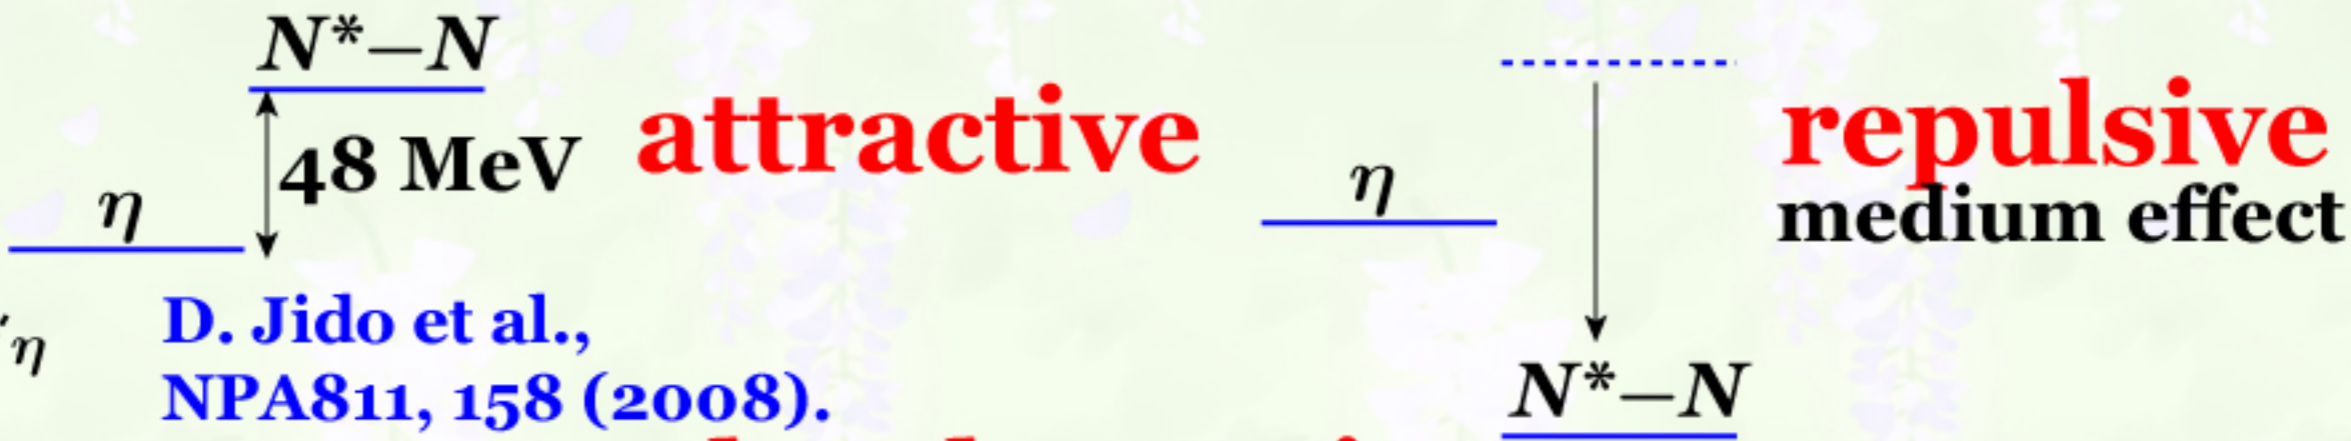 N*–N
48 MeV
attractive
η
η
D. Jido et al.,
NPA811, 158 (2008).
η
repulsive
medium effect
N*–N